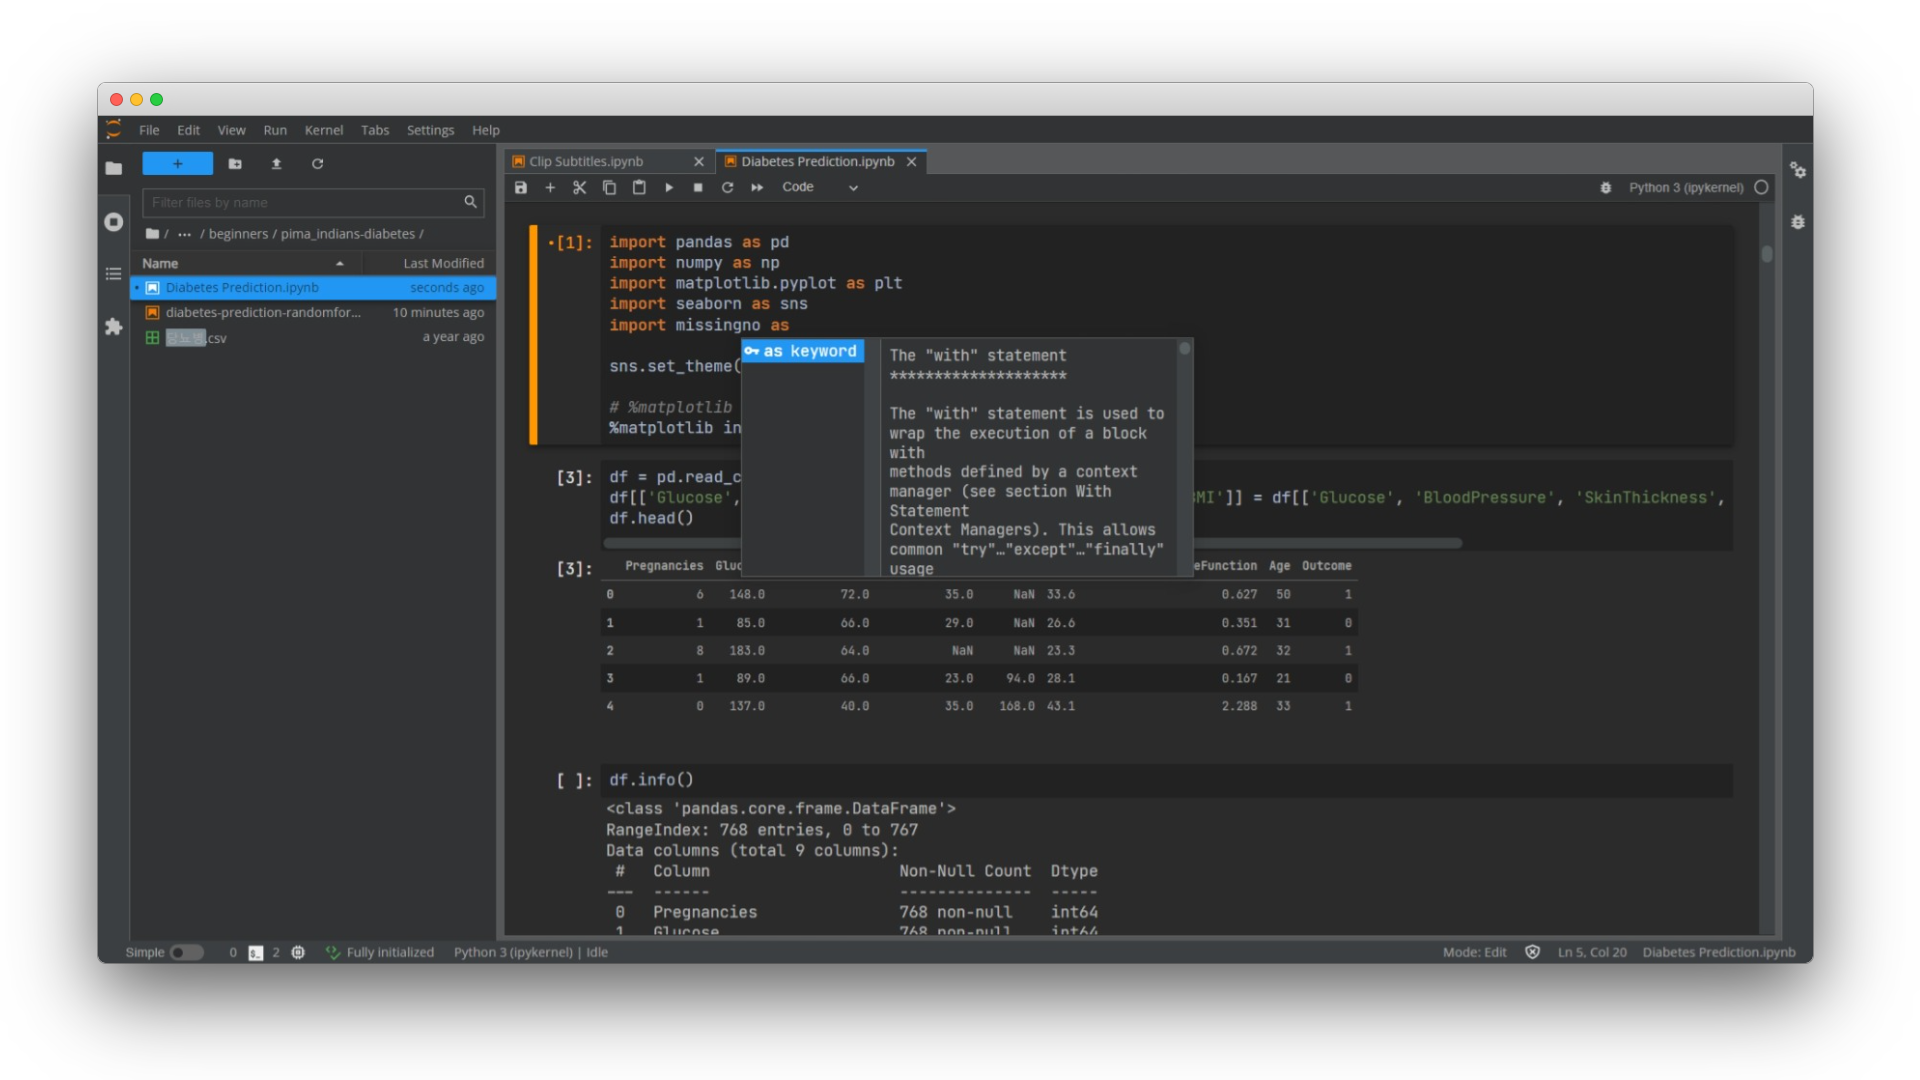 File Edit View Run Kernel Tabs Settings Help
+
Filter files by name
/ ··· / beginners / pima_indians-diabetes /
Name Last Modified
Diabetes Prediction.ipynb seconds ago
diabetes-prediction-randomfor... 10 minutes ago
당뇨병.csv a year ago
Clip Subtitles.ipynb
Diabetes Prediction.ipynb
Code
Python 3 (ipykernel)
[1]: import pandas as pd
import numpy as np
import matplotlib.pyplot as plt
import seaborn as sns
import missingno as
sns.set_theme(
# %matplotlib
%matplotlib in
as keyword
The "with" statement
*********************
The "with" statement is used to
wrap the execution of a block
with
methods defined by a context
manager (see section With
Statement
Context Managers). This allows
common "try"…"except"…"finally"
usage
[3]: df = pd.read_c
df[['Glucose', BMI']] = df[['Glucose', 'BloodPressure', 'SkinThickness',
df.head()
[3]: Pregnancies Gluc eFunction Age Outcome
0 6 148.0 72.0 35.0 NaN 33.6 0.627 50 1
1 1 85.0 66.0 29.0 NaN 26.6 0.351 31 0
2 8 183.0 64.0 NaN NaN 23.3 0.672 32 1
3 1 89.0 66.0 23.0 94.0 28.1 0.167 21 0
4 0 137.0 40.0 35.0 168.0 43.1 2.288 33 1
[ ]: df.info()
<class 'pandas.core.frame.DataFrame'>
RangeIndex: 768 entries, 0 to 767
Data columns (total 9 columns):
# Column Non-Null Count Dtype
--- ------ -------------- -----
0 Pregnancies 768 non-null int64
1 Glucose 768 non-null int64
Simple 0 $_ 2 Fully initialized Python 3 (ipykernel) | Idle
Mode: Edit Ln 5, Col 20 Diabetes Prediction.ipynb